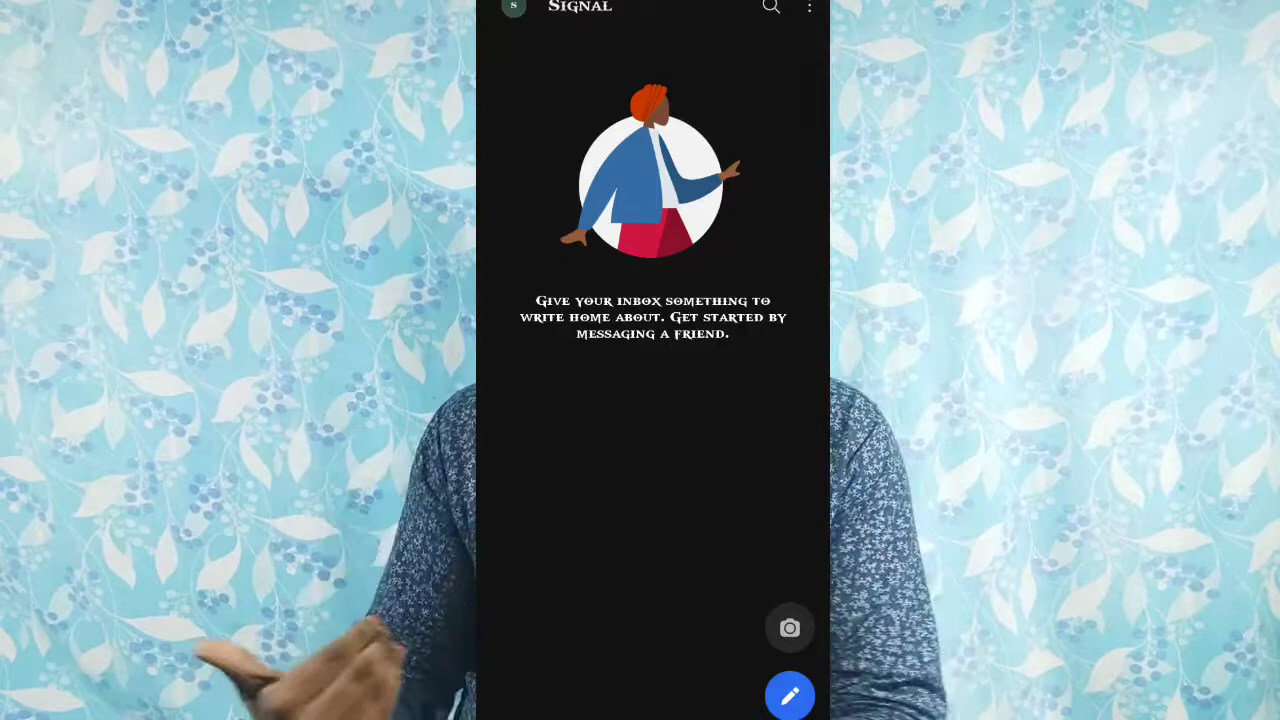 S
Signal
Give your inbox something to
write home about. Get started by
messaging a friend.